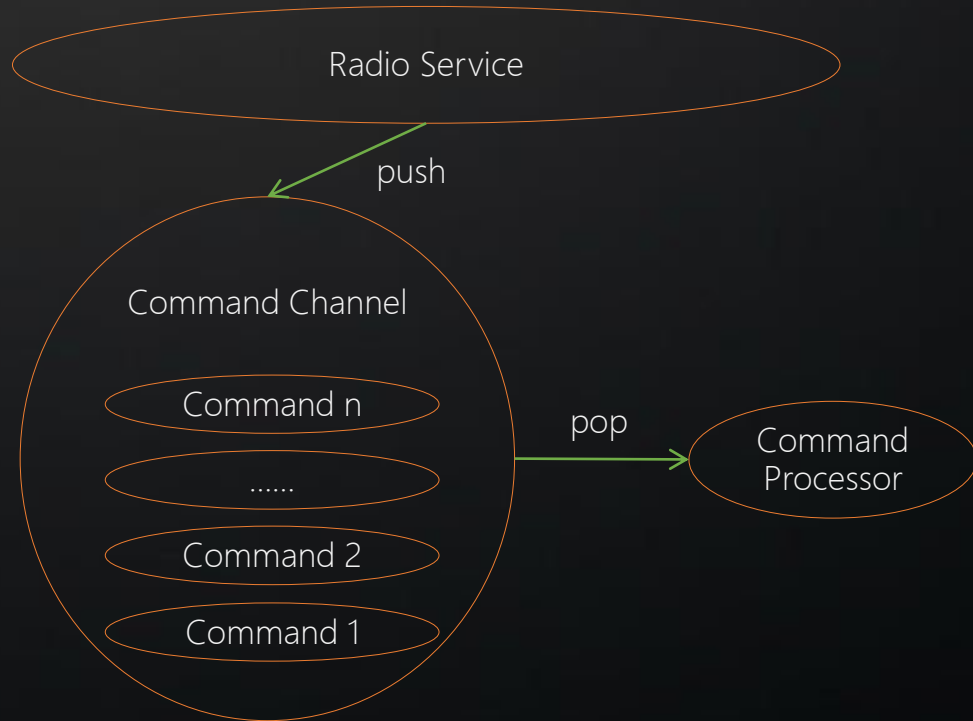 Radio Service
push
Command Channel
Command n
pop
Command
Processor
......
Command 2
Command 1